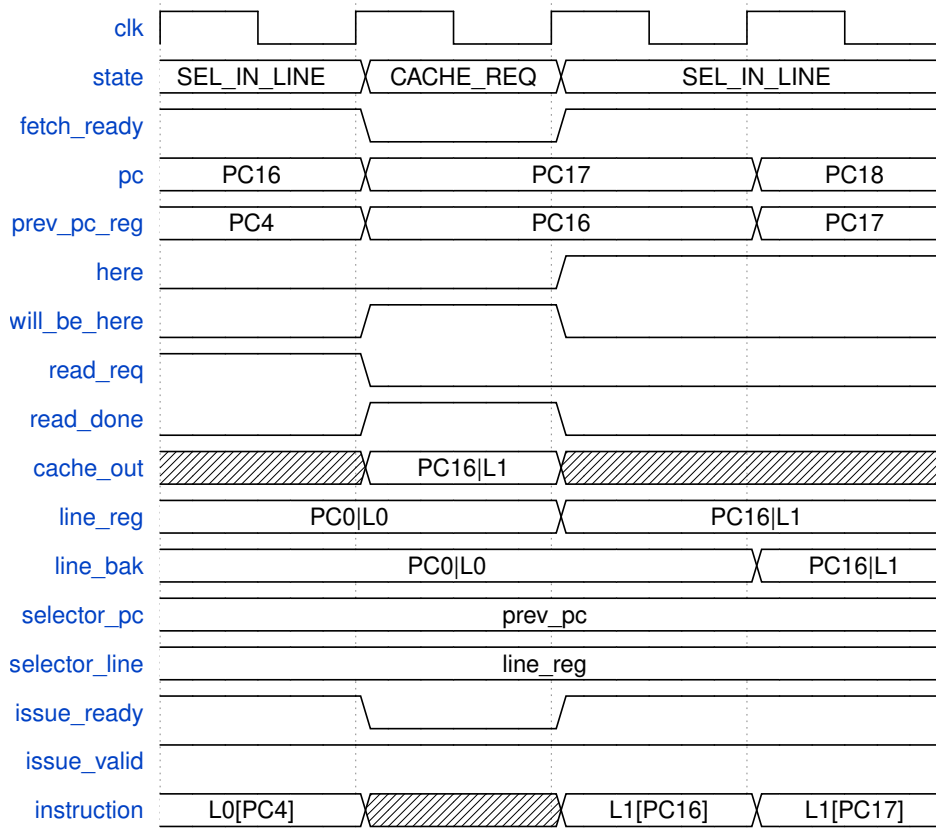 clk
state SEL_IN_LINE CACHE_REQ SEL_IN_LINE
fetch_ready
pc PC16 PC17 PC18
prev_pc_reg PC4 PC16 PC17
here
will_be_here
read_req
read_done
cache_out PC16|L1
line_reg PC0|L0 PC16|L1
line_bak PC0|L0 PC16|L1
selector_pc prev_pc
selector_line line_reg
issue_ready
issue_valid
instruction L0[PC4] L1[PC16] L1[PC17]